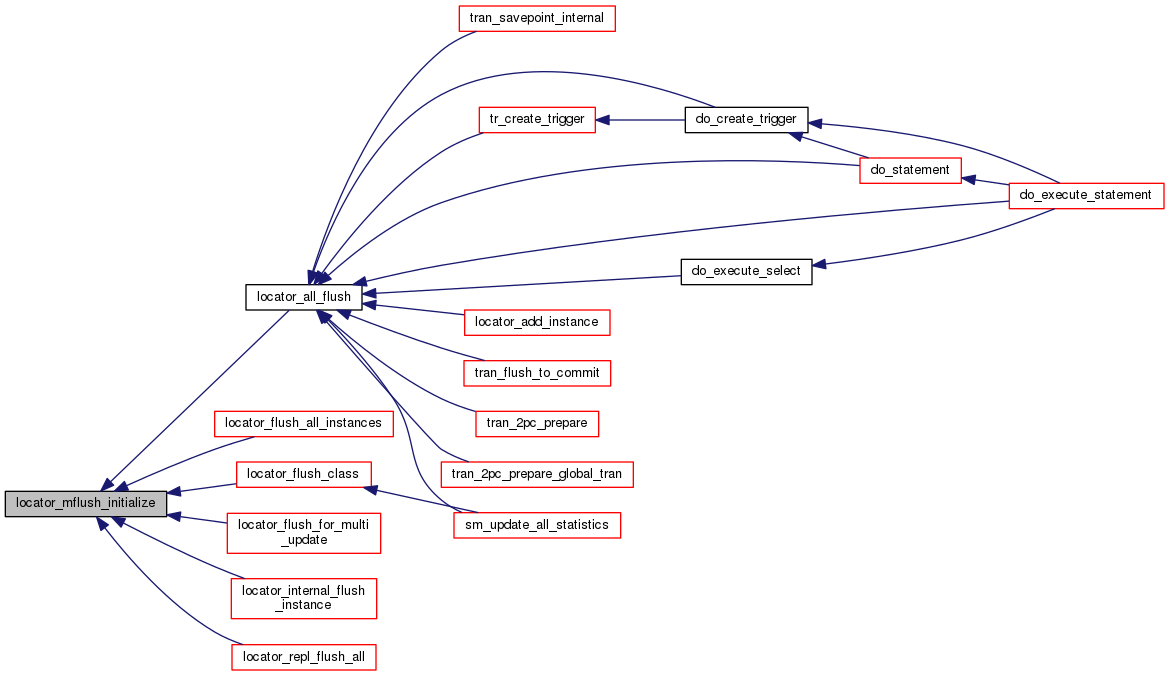 tran_savepoint_internal
tr_create_trigger
do_create_trigger
do_statement
do_execute_statement
do_execute_select
locator_all_flush
locator_add_instance
tran_flush_to_commit
locator_flush_all_instances
tran_2pc_prepare
locator_flush_class
tran_2pc_prepare_global_tran
locator_mflush_initialize
sm_update_all_statistics
locator_flush_for_multi
_update
locator_internal_flush
_instance
locator_repl_flush_all